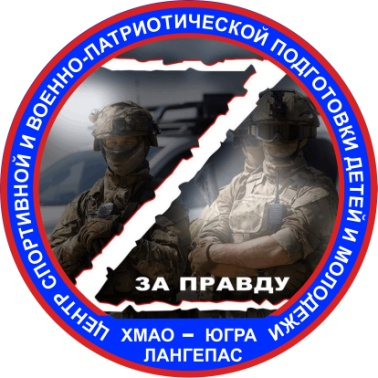 ЦЕНТР СПОРТИВНОЙ И ВОЕННО-ПАТРИОТИЧЕСКОЙ ПОДГОТОВКИ ДЕТЕЙ И МОЛОДЕЖИ
Z
ЗА ПРАВДУ
ХМАО – ЮГРА
ЛАНГЕПАС